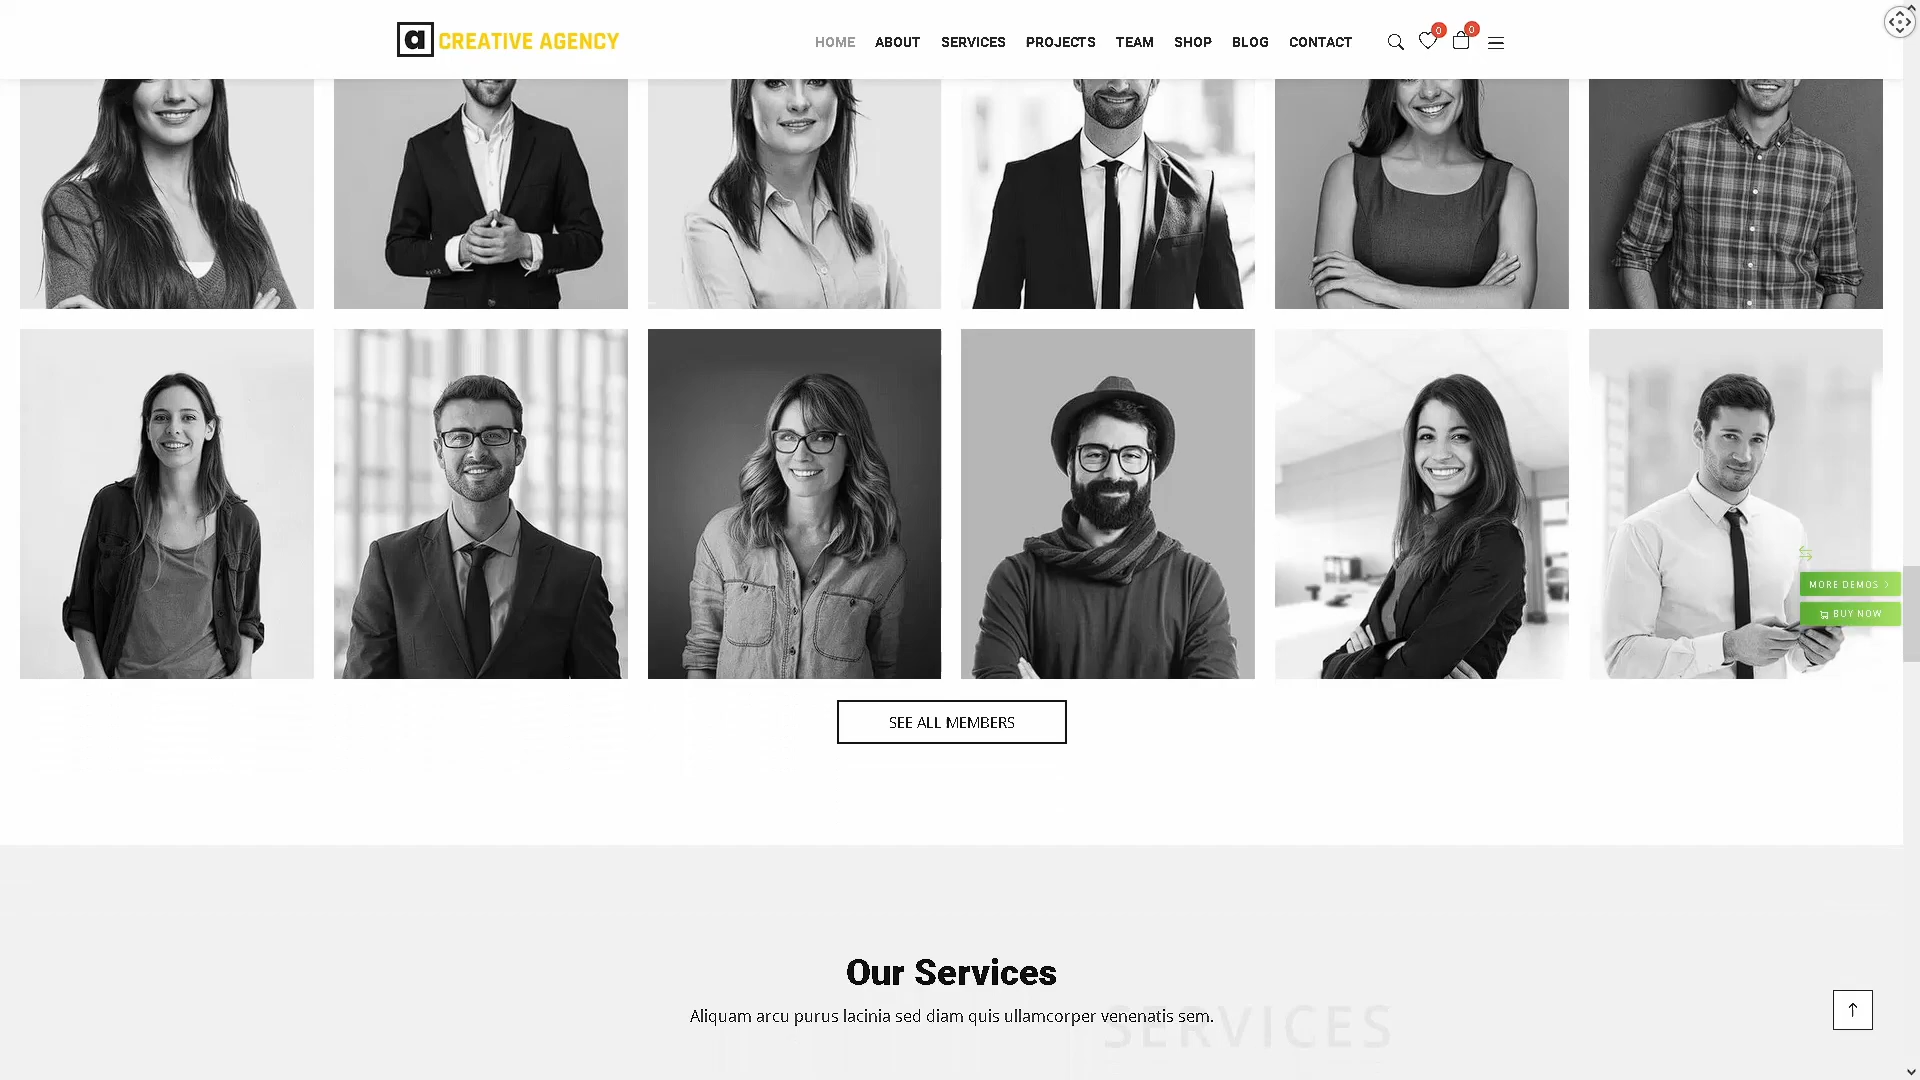 a CREATIVE AGENCY
HOME ABOUT SERVICES PROJECTS TEAM SHOP BLOG CONTACT 0 0
MORE DEMOS
BUY NOW
SEE ALL MEMBERS
Our Services
Aliquam arcu purus lacinia sed diam quis ullamcorper venenatis sem.
SERVICES